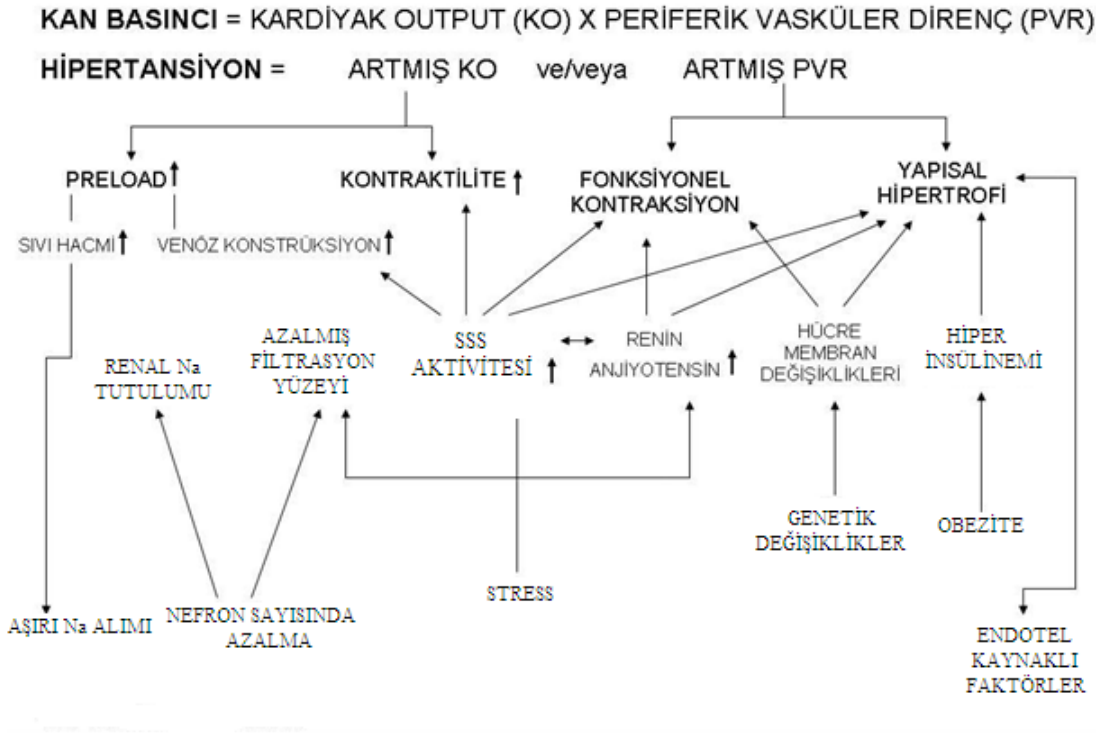 KAN BASINCI = KARDİYAK OUTPUT (KO) X PERİFERİK VASKÜLER DİRENÇ (PVR)
HİPERTANSİYON = ARTMIŞ KO ve/veya ARTMIŞ PVR
PRELOAD
KONTRAKTİLİTE
FONKSİYONEL
KONTRAKSİYON
YAPISAL
HİPERTROFİ
SIVI HACMİ
VENÖZ KONSTRÜKSİYON
RENAL Na
TUTULUMU
AZALMIŞ
FİLTRASYON
YÜZEYİ
SSS
AKTİVİTESİ
RENİN
ANJİYOTENSİN
HÜCRE
MEMBRAN
DEĞİŞİKLİKLERİ
HİPER
İNSÜLİNEMİ
GENETİK
DEĞİŞİKLİKLER
OBEZİTE
AŞIRI Na ALIMI
NEFRON SAYISINDA
AZALMA
STRESS
ENDOTEL
KAYNAKLI
FAKTÖRLER